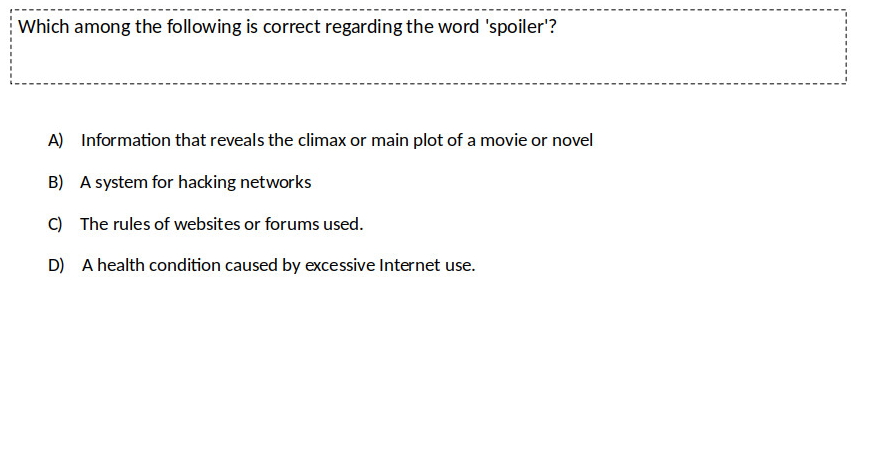 Which among the following is correct regarding the word 'spoiler'?
A) Information that reveals the climax or main plot of a movie or novel
B) A system for hacking networks
C) The rules of websites or forums used.
D) A health condition caused by excessive Internet use.